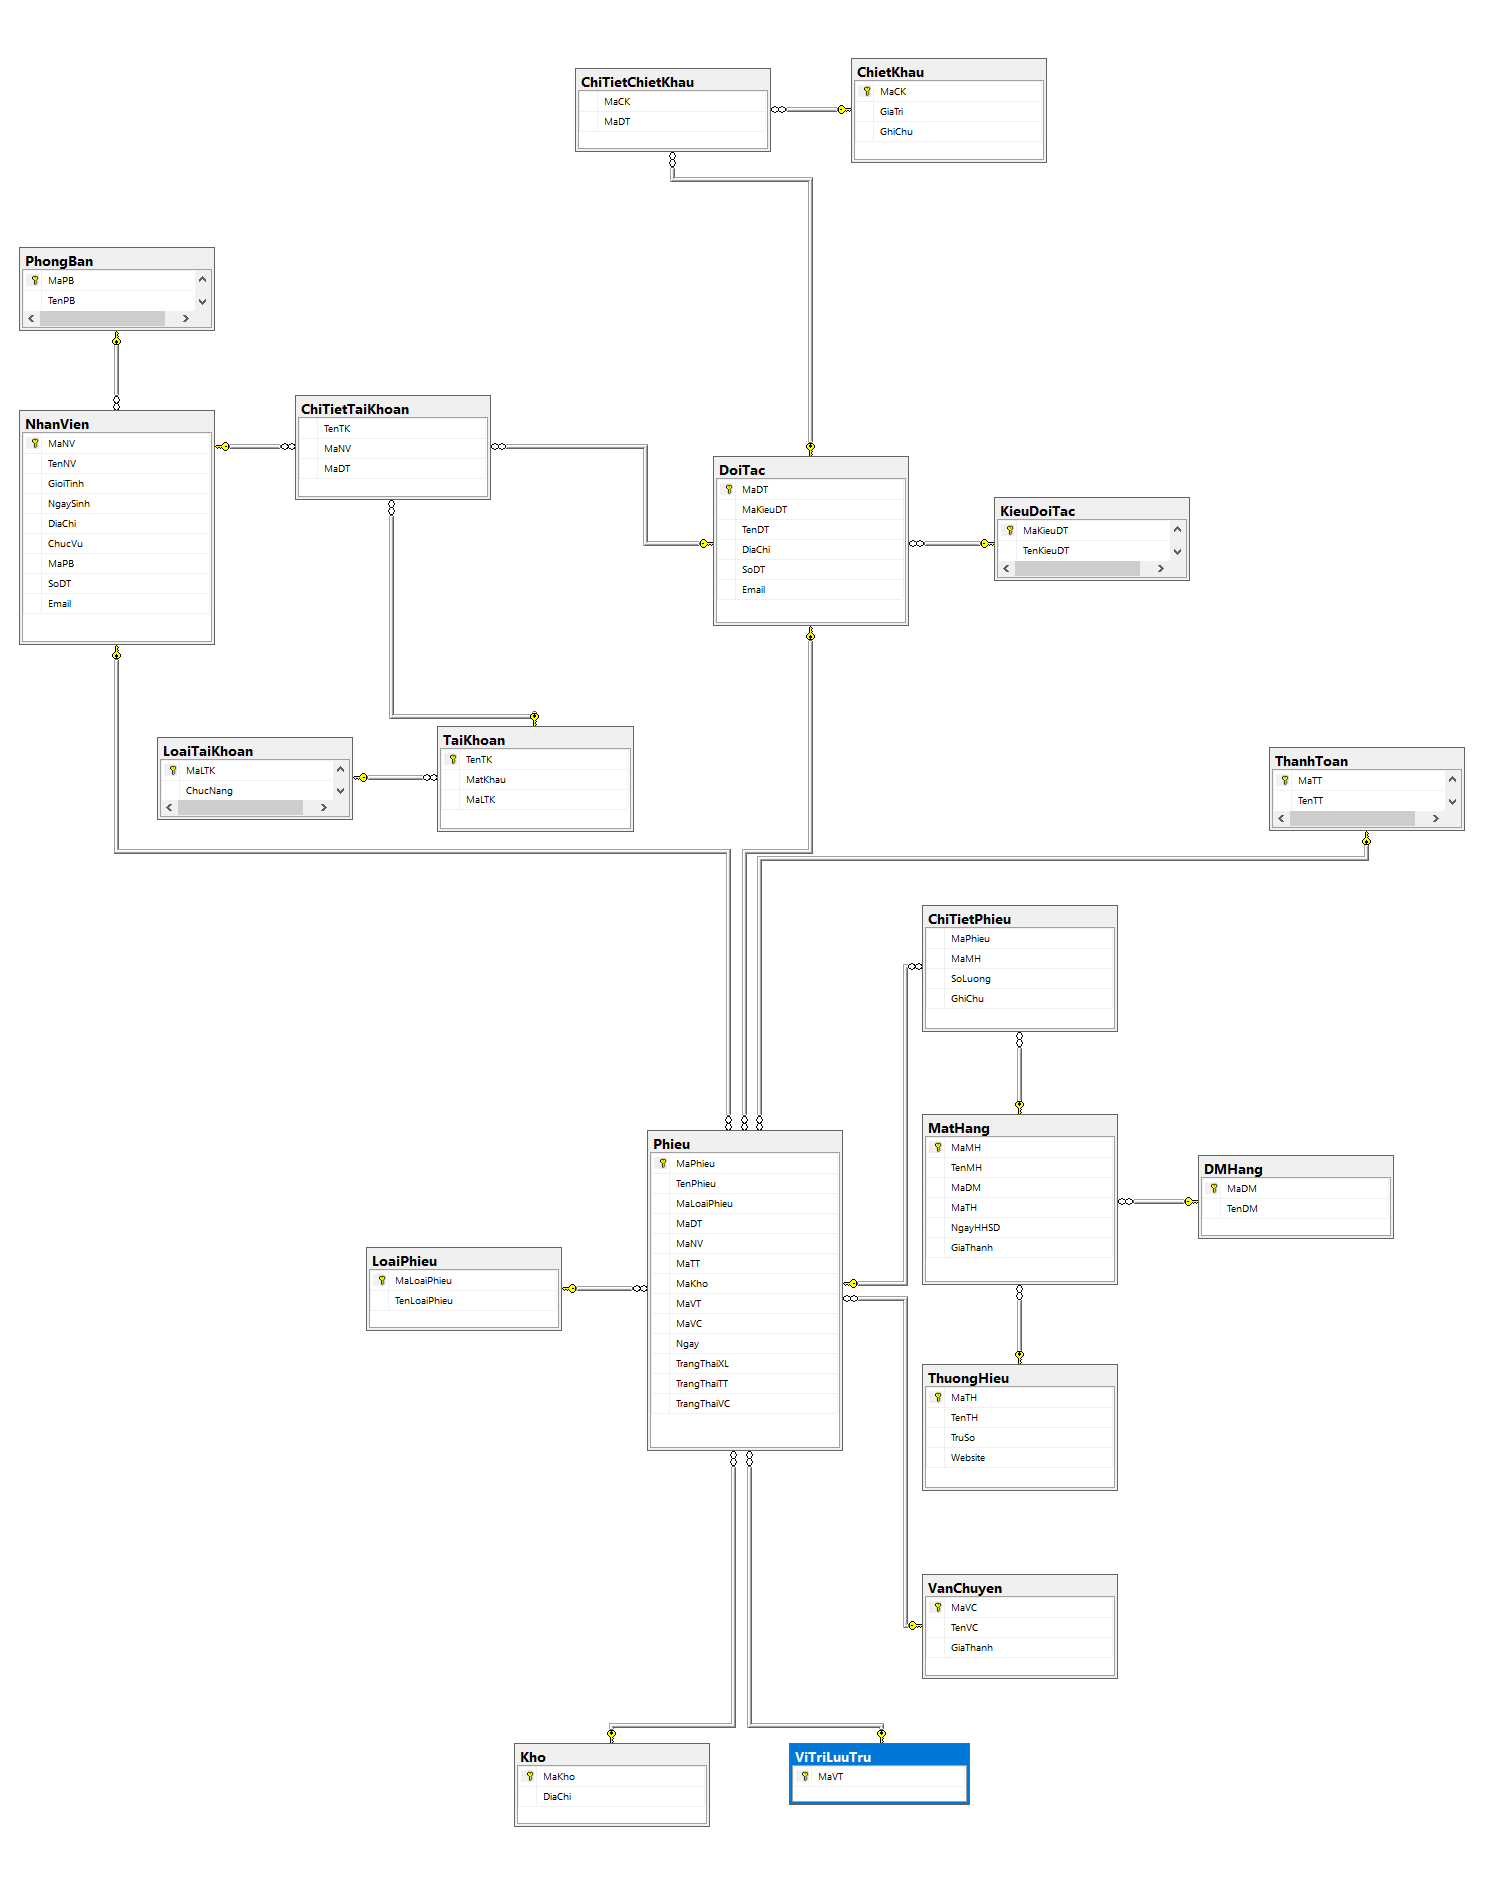 ChiTietChietKhau
MaCK
MaDT
ChietKhau
MaCK
GiaTri
GhiChu
PhongBan
MaPB
TenPB
NhanVien
MaNV
TenNV
GioiTinh
NgaySinh
DiaChi
ChucVu
MaPB
SoDT
Email
ChiTietTaiKhoan
TenTK
MaNV
MaDT
DoiTac
MaDT
MaKieuDT
TenDT
DiaChi
SoDT
Email
KieuDoiTac
MaKieuDT
TenKieuDT
LoaiTaiKhoan
MaLTK
ChucNang
TaiKhoan
TenTK
MatKhau
MaLTK
ThanhToan
MaTT
TenTT
ChiTietPhieu
MaPhieu
MaMH
SoLuong
GhiChu
Phieu
MaPhieu
TenPhieu
MaLoaiPhieu
MaDT
MaNV
MaTT
MaKho
MaVT
MaVC
Ngay
TrangThaiXL
TrangThaiTT
TrangThaiVC
MatHang
MaMH
TenMH
MaDM
MaTH
NgayHHSD
GiaThanh
DMHang
MaDM
TenDM
LoaiPhieu
MaLoaiPhieu
TenLoaiPhieu
ThuongHieu
MaTH
TenTH
TruSo
Website
VanChuyen
MaVC
TenVC
GiaThanh
Kho
MaKho
DiaChi
ViTriLuuTru
MaVT